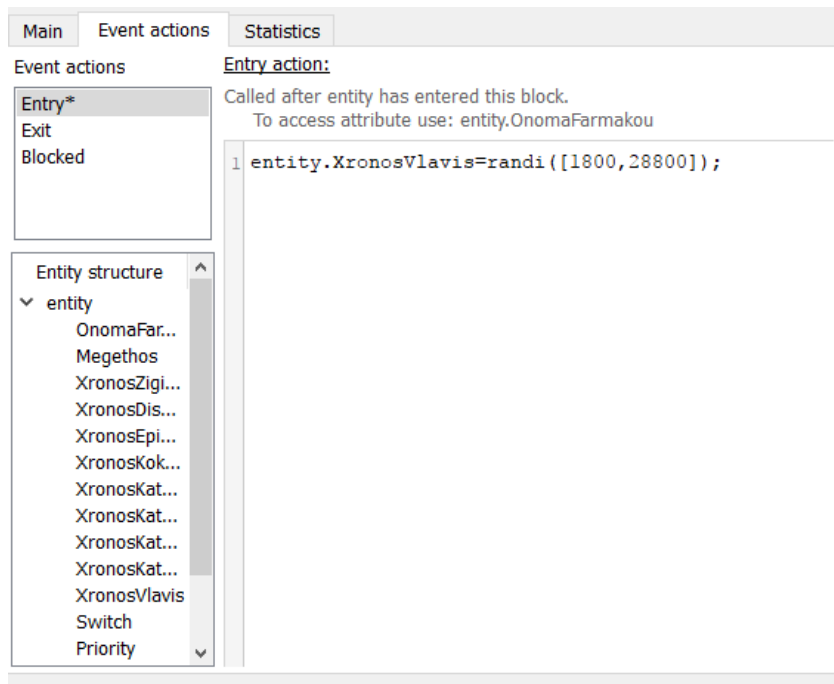 Main Event actions Statistics
Event actions
Entry*
Exit
Blocked
Entity structure
entity
OnomaFar...
Megethos
XronosZigi...
XronosDis...
XronosEpi...
XronosKok...
XronosKat...
XronosKat...
XronosKat...
XronosKat...
XronosVlavis
Switch
Priority
Entry action:
Called after entity has entered this block.
To access attribute use: entity.OnomaFarmakou
1 entity.XronosVlavis=randi([1800,28800]);